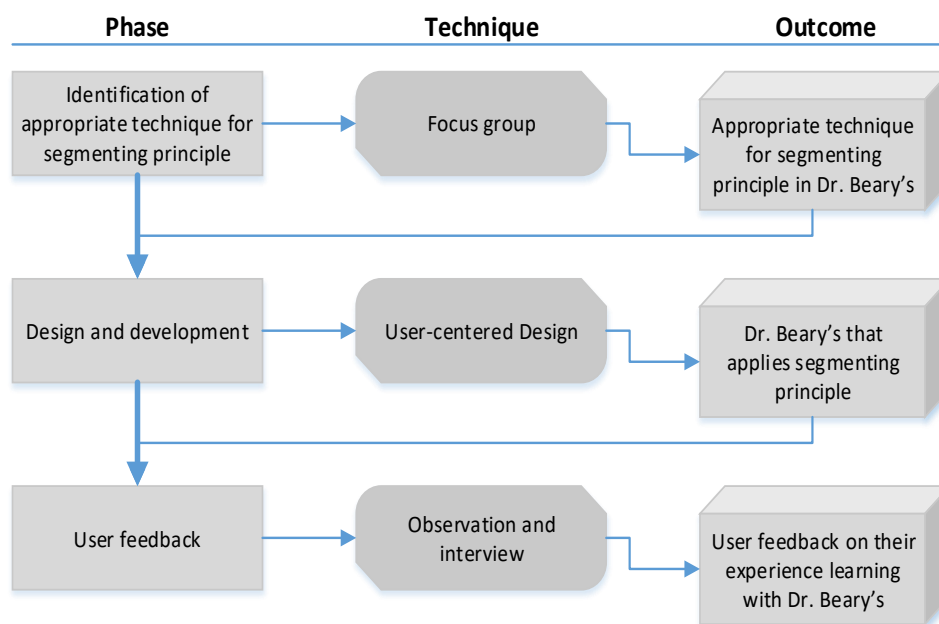 Phase Technique Outcome
Identification of
appropriate technique for
segmenting principle
Focus group
Appropriate technique
for segmenting
principle in Dr. Beary’s
Design and development
User-centered Design
Dr. Beary’s that
applies segmenting
principle
User feedback
Observation and
interview
User feedback on their
experience learning
with Dr. Beary’s